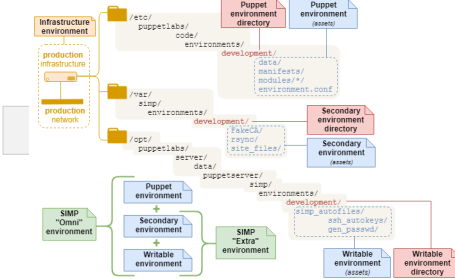 Infrastructure
environment
production
infrastructure
production
network
/etc/
puppetlabs/
code/
environments/
development/
data/
manifests/
modules/*/
environment.conf
Puppet
environment
directory
Puppet
environment
(assets)
/var/
simp/
environments/
development/
FakeCA/
rsync/
site_files/
Secondary
environment
directory
Secondary
environment
(assets)
/opt/
puppetlabs/
server/
data/
puppetserver/
simp/
environments/
development/
simp_autofiles/
ssh_autokeys/
gen_passwd/
Writable
environment
(assets)
Writable
environment
directory
SIMP
"Omni"
environment
Puppet
environment
+
Secondary
environment
+
Writable
environment
SIMP
"Extra"
environment